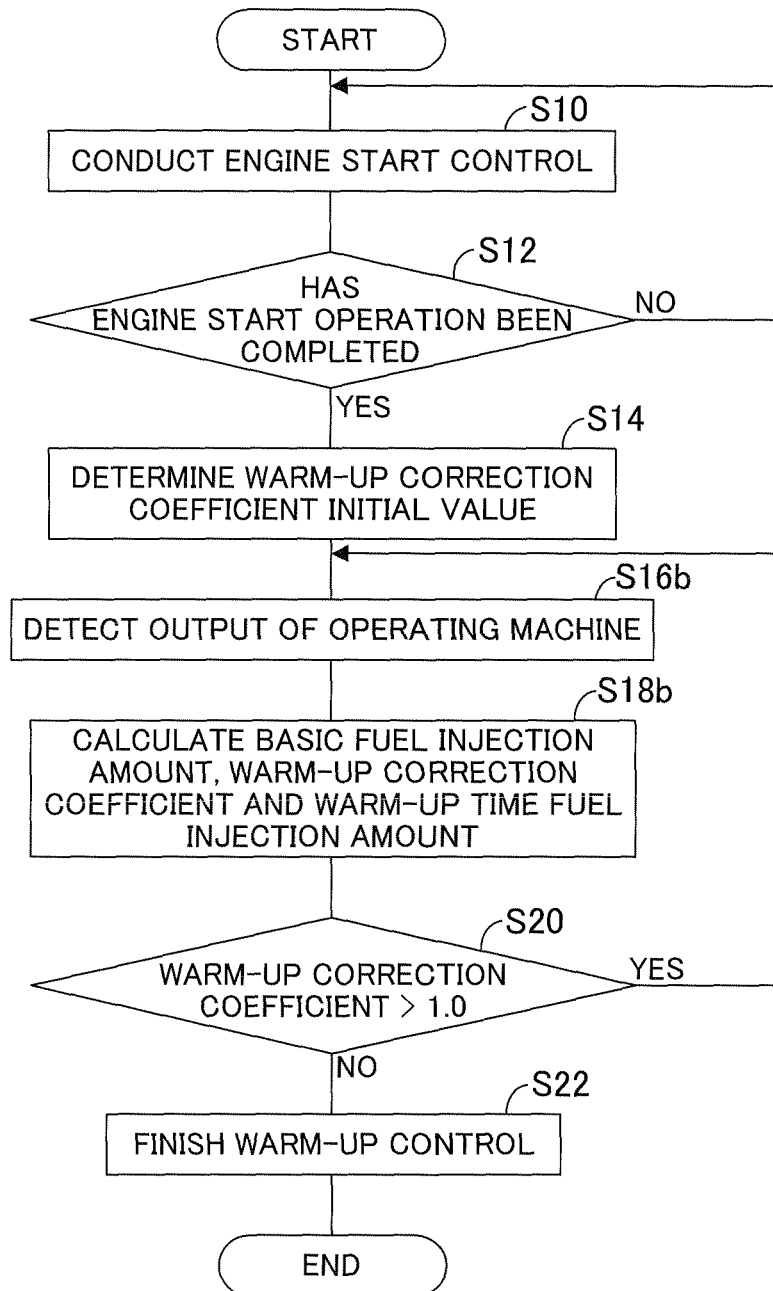 START
S10
CONDUCT ENGINE START CONTROL
S12
HAS
ENGINE START OPERATION BEEN
COMPLETED
NO
YES
S14
DETERMINE WARM-UP CORRECTION
COEFFICIENT INITIAL VALUE
S16b
DETECT OUTPUT OF OPERATING MACHINE
S18b
CALCULATE BASIC FUEL INJECTION
AMOUNT, WARM-UP CORRECTION
COEFFICIENT AND WARM-UP TIME FUEL
INJECTION AMOUNT
S20
WARM-UP CORRECTION
COEFFICIENT > 1.0
YES
NO
S22
FINISH WARM-UP CONTROL
END